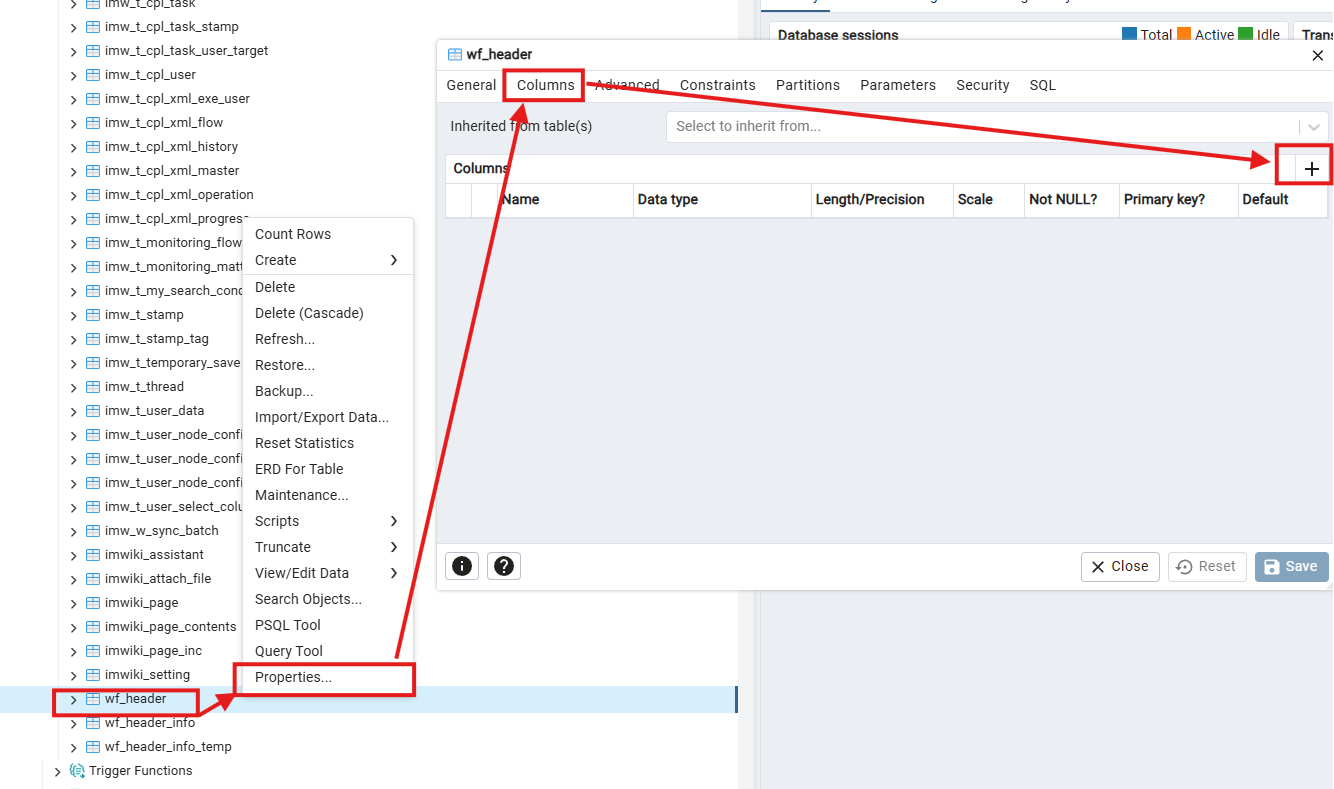 imw_t_cpl_task
imw_t_cpl_task_stamp
imw_t_cpl_task_user_target
imw_t_cpl_user
imw_t_cpl_xml_exe_user
imw_t_cpl_xml_flow
imw_t_cpl_xml_history
imw_t_cpl_xml_master
imw_t_cpl_xml_operation
imw_t_cpl_xml_progress
imw_t_monitoring_flow
imw_t_monitoring_matt
imw_t_my_search_conc
imw_t_stamp
imw_t_stamp_tag
imw_t_temporary_save
imw_t_thread
imw_t_user_data
imw_t_user_node_confi
imw_t_user_node_confi
imw_t_user_node_confi
imw_t_user_select_colu
imw_w_sync_batch
imwiki_assistant
imwiki_attach_file
imwiki_page
imwiki_page_contents
imwiki_page_inc
imwiki_setting
wf_header
wf_header_info
wf_header_info_temp
Trigger Functions
Count Rows
Create
Delete
Delete (Cascade)
Refresh...
Restore...
Backup...
Import/Export Data...
Reset Statistics
ERD For Table
Maintenance...
Scripts
Truncate
View/Edit Data
Search Objects...
PSQL Tool
Query Tool
Properties...
Database sessions Total Active Idle Trans
wf_header
General Columns Advanced Constraints Partitions Parameters Security SQL
Inherited from table(s) Select to inherit from...
Columns
Name Data type Length/Precision Scale Not NULL? Primary key? Default
Close Reset Save